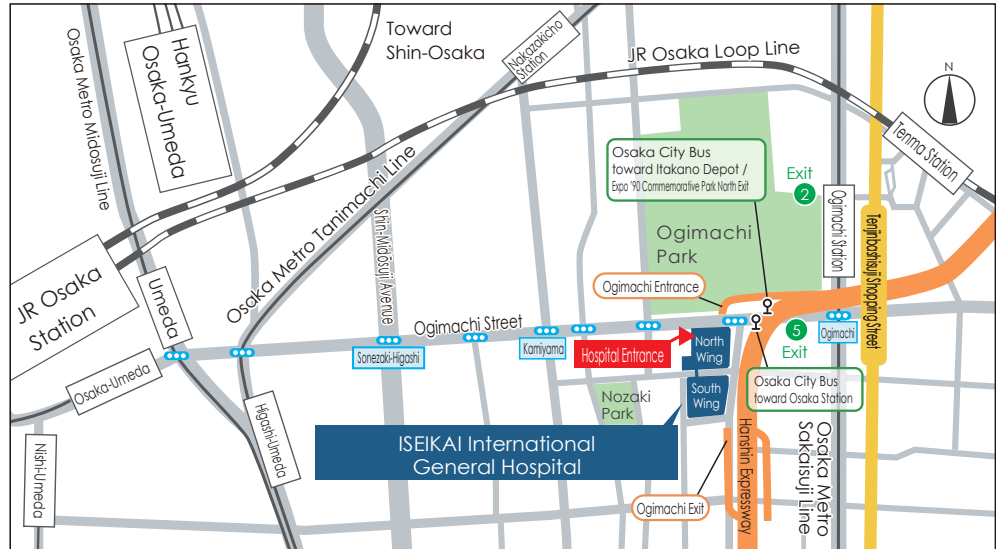 Osaka Metro Midosuji Line
Hankyu
Osaka-Umeda
Toward
Shin-Osaka
Nakazakicho
Station
JR Osaka Loop Line
N
Tenma Station
Osaka City Bus
toward Itakano Depot /
Expo '90 Commemorative Park North Exit
Exit
2
Ogimachi Station
Tenjinbashisuji Shopping Street
Ogimachi
Park
Osaka Metro Tanimachi Line
Shin-Midōsuji Avenue
JR Osaka
Station
Umeda
Ogimachi Entrance
Ogimachi Street
Sonezaki-Higashi
Kamiyama
Hospital Entrance
North
Wing
5
Exit
Ogimachi
Osaka-Umeda
South
Wing
Nozaki
Park
Osaka City Bus
toward Osaka Station
Higashi-Umeda
Nishi-Umeda
ISEIKAI International
General Hospital
Hanshin Expressway
Osaka Metro
Sakaisuji Line
Ogimachi Exit